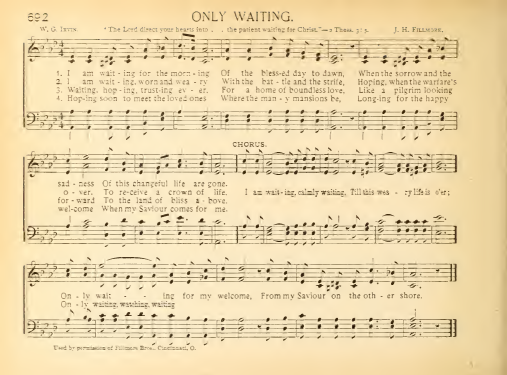 692
ONLY WAITING.
W. G. Irvin. "The Lord direct your hearts into . . the patient waiting for Christ."—2 Thess. 3: 5. J. H. Fillmore.
1. I am wait - ing for the morn - ing Of the bless-ed day to dawn, When the sorrow and the
2. I am wait - ing, worn and wea - ry With the bat - tle and the strife, Hoping, when the warfare's
3. Waiting, hop - ing, trust-ing ev - er, For a home of boundless love, Like a pilgrim looking
4. Hop-ing soon to meet the loved ones Where the man - y mansions be, Long-ing for the happy
CHORUS.
sad - ness Of this changeful life are gone.
o - ver, To re-ceive a crown of life. I am wait-ing, calmly waiting, Till this wea - ry life is o'er;
for - ward To the land of bliss a - bove.
wel-come When my Saviour comes for me.
On - ly wait - ing for my welcome, From my Saviour on the oth - er shore.
On - ly waiting, watching, waiting
Used by permission of Fillmore Bros., Cincinnati, O.